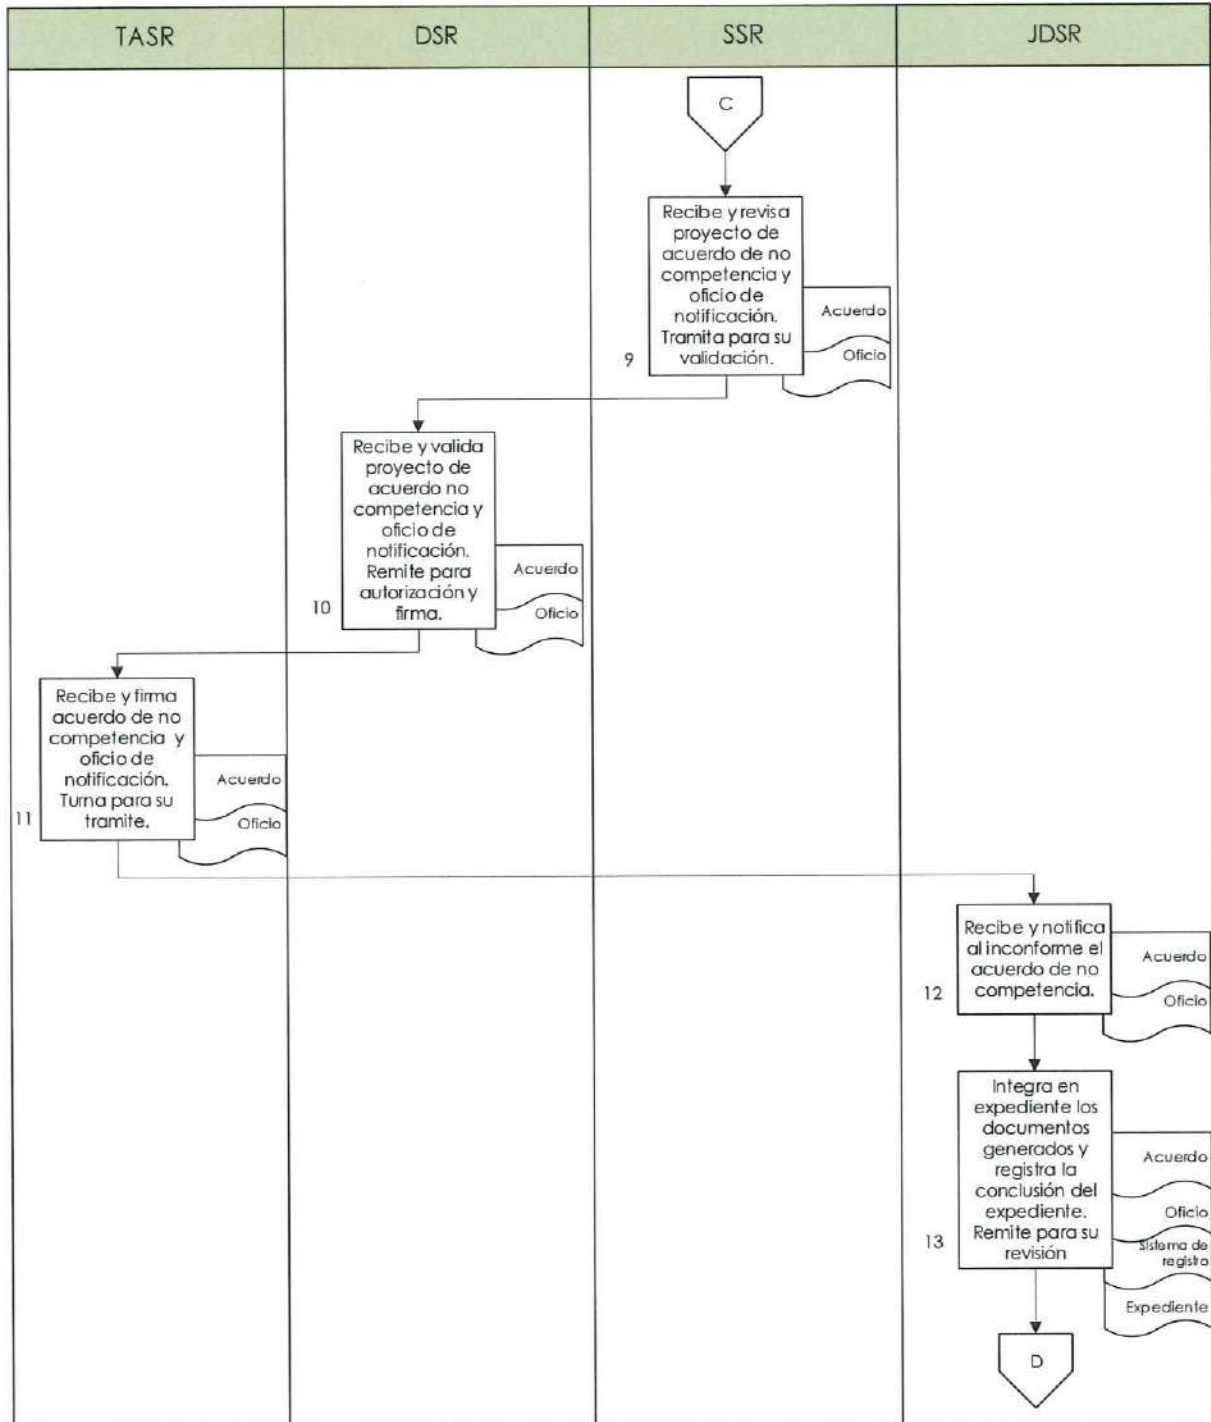 TASR
DSR
SSR
JDSR
C
Recibe y revisa
proyecto de
acuerdo de no
competencia y
oficio de
notificación.
Tramita para su
validación.
9
Acuerdo
Oficio
Recibe y valida
proyecto de
acuerdo no
competencia y
oficio de
notificación.
Remite para
autorización y
firma.
10
Acuerdo
Oficio
Recibe y firma
acuerdo de no
competencia y
oficio de
notificación.
Turna para su
tramite.
11
Acuerdo
Oficio
Recibe y notifica
al inconforme el
acuerdo de no
competencia.
12
Acuerdo
Oficio
Integra en
expediente los
documentos
generados y
registra la
conclusión del
expediente.
Remite para su
revisión
13
Acuerdo
Oficio
Sistema de
registro
Expediente
D